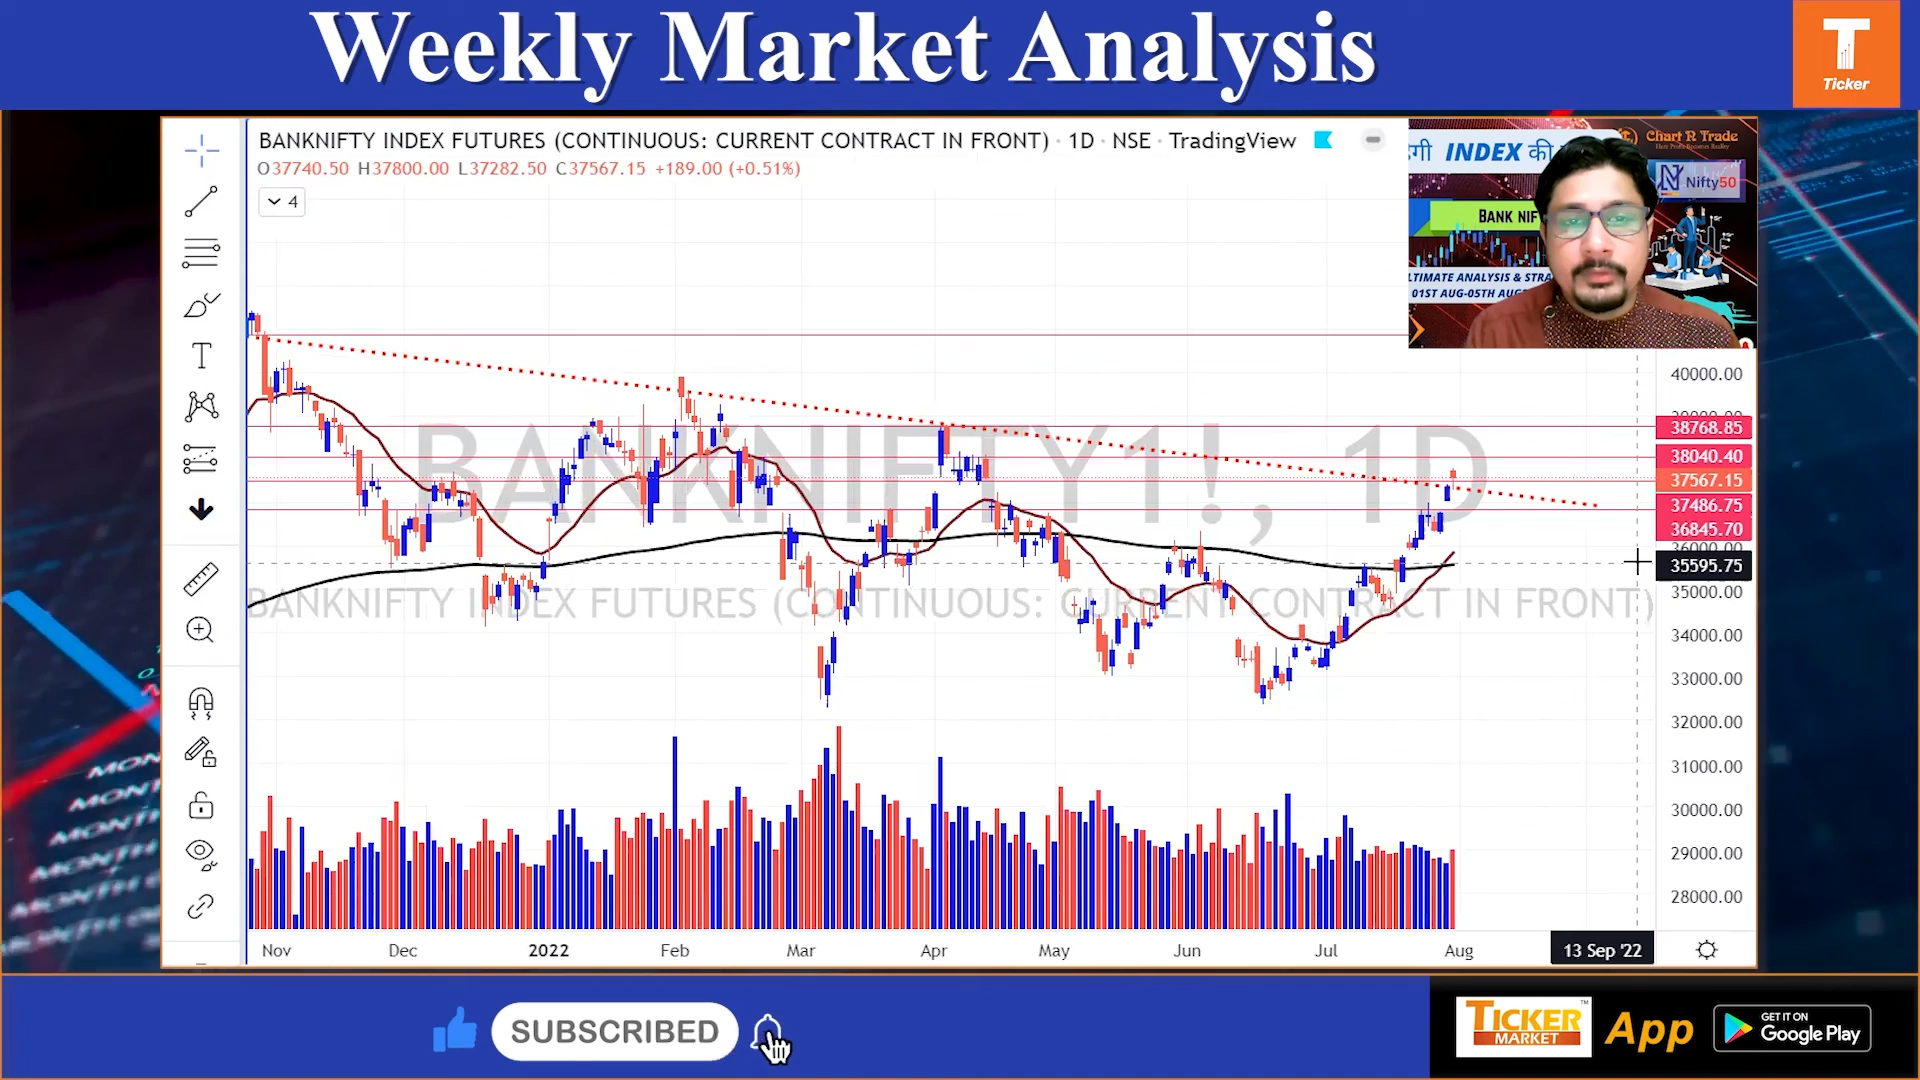 Weekly Market Analysis
T
Ticker
BANKNIFTY INDEX FUTURES (CONTINUOUS: CURRENT CONTRACT IN FRONT) · 1D · NSE · TradingView
O37740.50 H37800.00 L37282.50 C37567.15 +189.00 (+0.51%)
4
Chart N Trade
INDEX की
Nifty50
BANK NIF
LTIMATE ANALYSIS & STRA
01ST AUG-05TH AUG
BANKNIFTY1!, 1D
BANKNIFTY INDEX FUTURES (CONTINUOUS: CURRENT CONTRACT IN FRONT)
40000.00
38768.85
38040.40
37567.15
37486.75
36845.70
36000.00
35595.75
35000.00
34000.00
33000.00
32000.00
31000.00
30000.00
29000.00
28000.00
Nov Dec 2022 Feb Mar Apr May Jun Jul Aug 13 Sep '22
T
MONTH
MONTH
MONTH
SUBSCRIBED
TICKER
MARKET
App
GET IT ON
Google Play